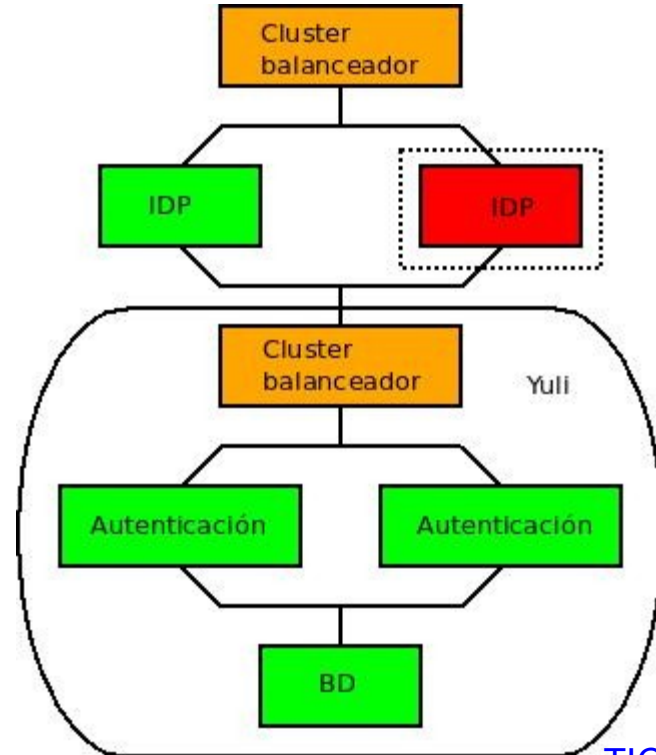 Cluster
balanceador
IDP
IDP
Cluster
balanceador
Yuli
Autenticación
Autenticación
BD